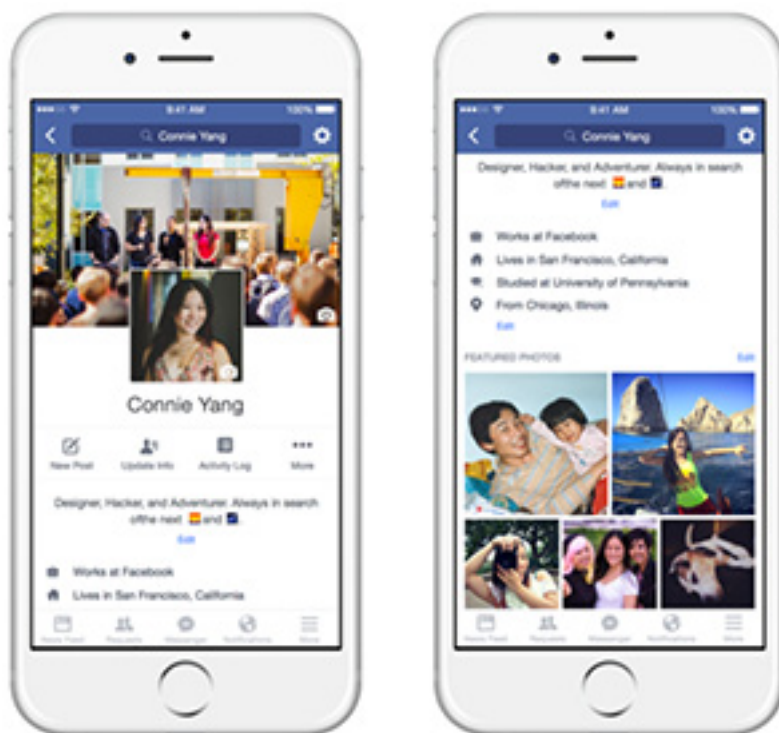 9:41 AM 100%
Connie Yang
Connie Yang
New Post Update Info Activity Log More
Designer, Hacker, and Adventurer. Always in search
ofthe next 🌅and 🌌.
Edit
Works at Facebook
Lives in San Francisco, California
News Feed Requests Messenger Notifications More
9:41 AM 100%
Connie Yang
Designer, Hacker, and Adventurer. Always in search
ofthe next 🌅and 🌌.
Edit
Works at Facebook
Lives in San Francisco, California
Studied at University of Pennsylvania
From Chicago, Illinois
Edit
FEATURED PHOTOS Edit
News Feed Requests Messenger Notifications More